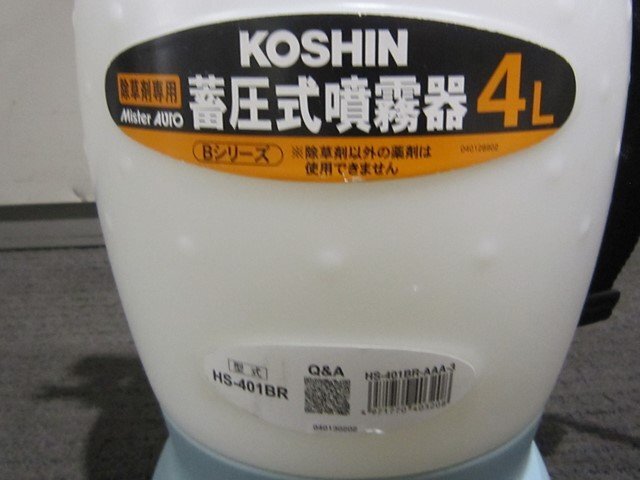 KOSHIN
除草剤専用
Mister AUTO
蓄圧式噴霧器 4L
Bシリーズ
※除草剤以外の薬剤は
使用できません
040128602
型式
HS-401BR
Q&A
HS-401BR-AAA-3
040130202